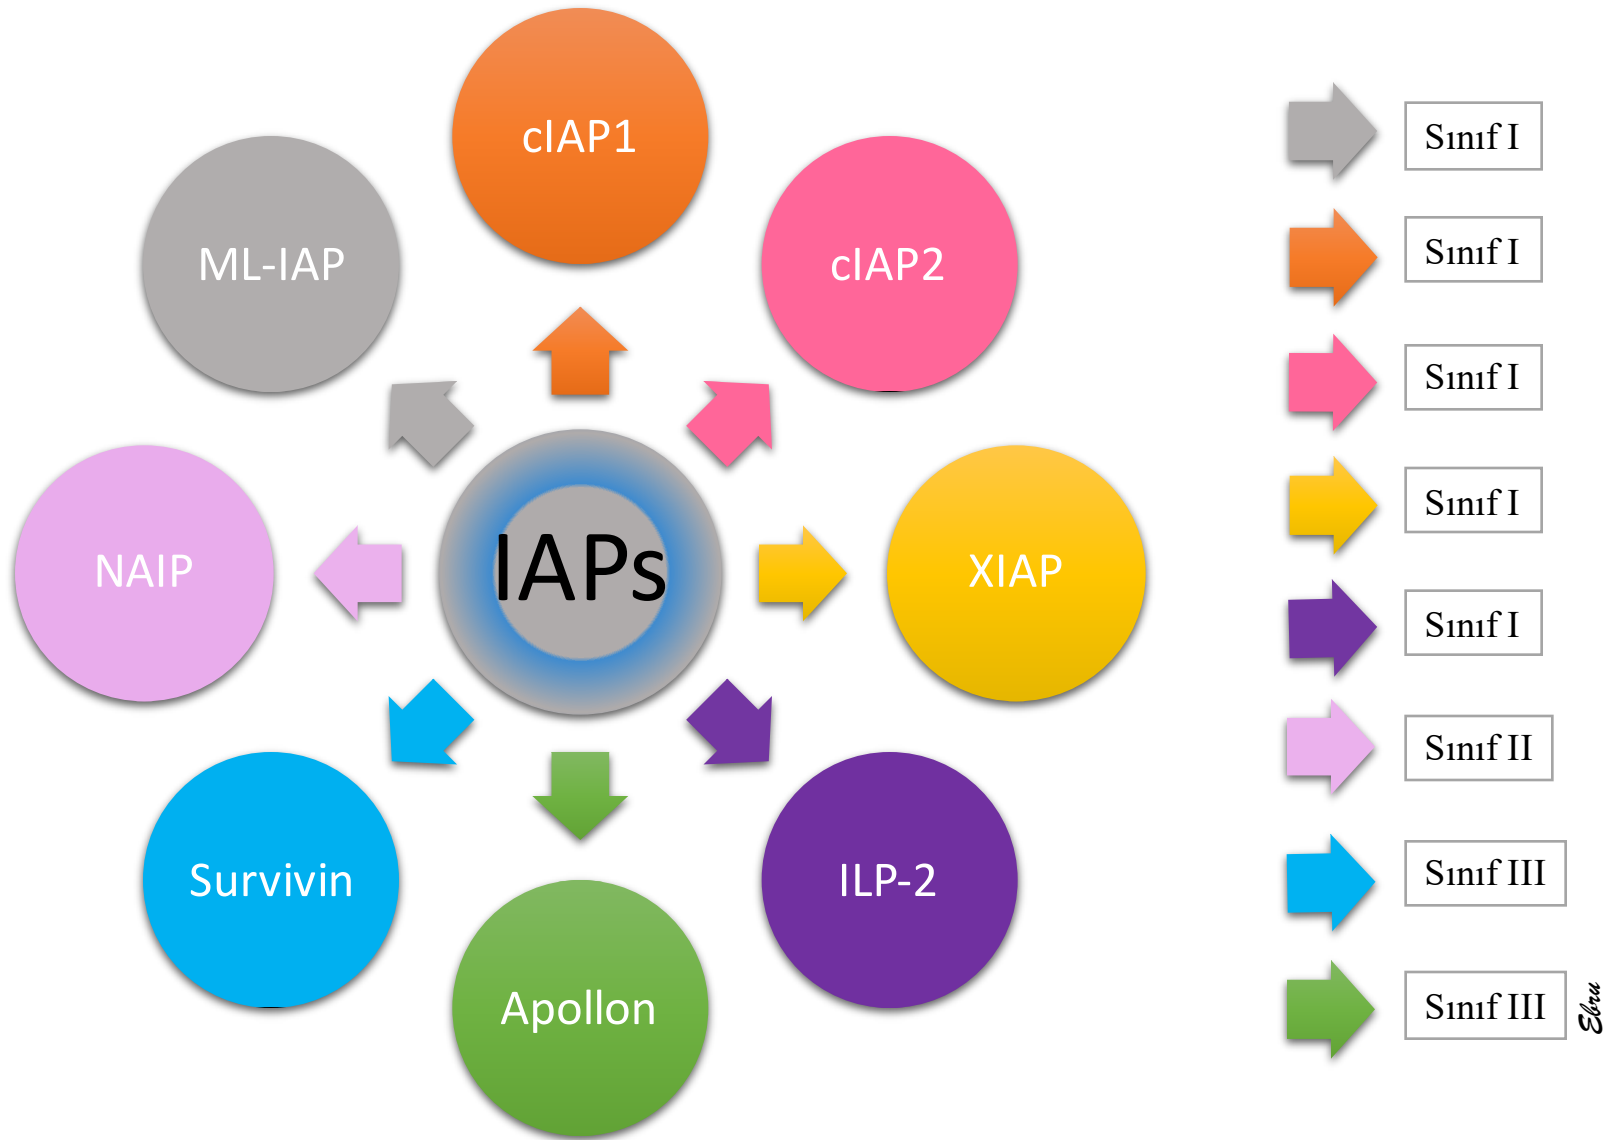 cIAP1
cIAP2
ML-IAP
IAPs
NAIP
XIAP
Survivin
ILP-2
Apollon
Sınıf I
Sınıf I
Sınıf I
Sınıf I
Sınıf I
Sınıf II
Sınıf III
Sınıf III
Ebru